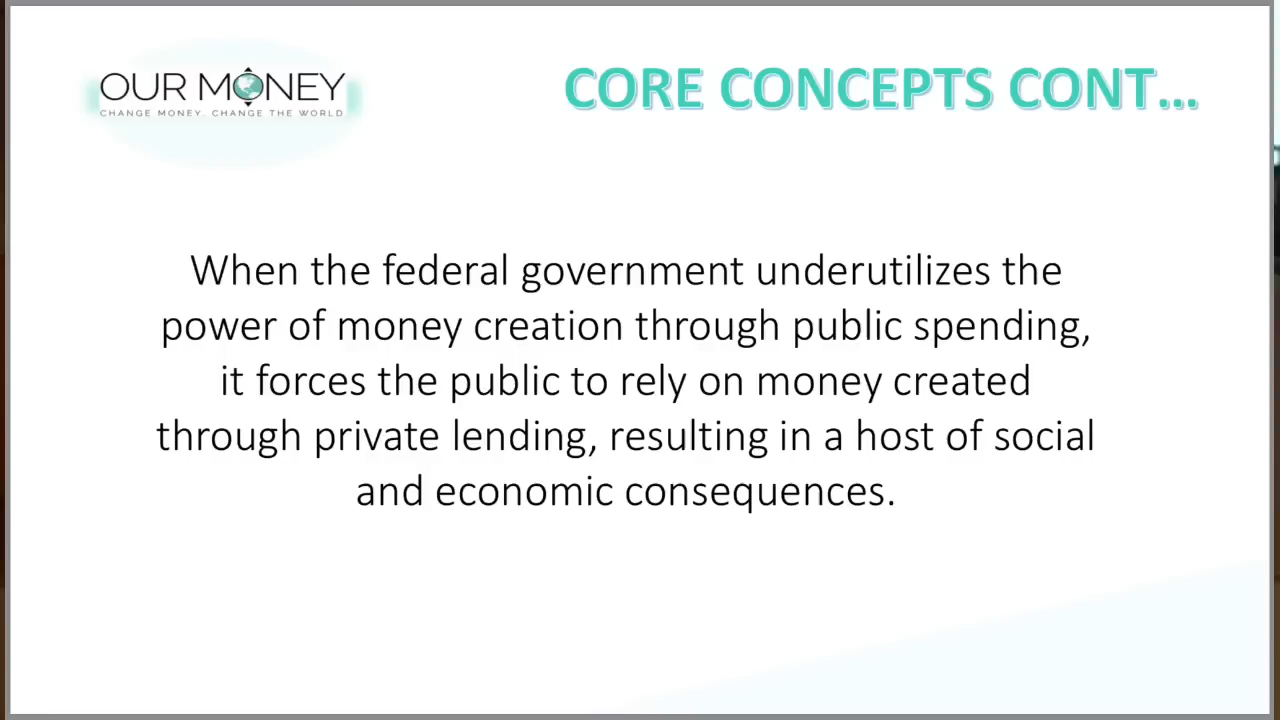 OUR MONEY
CHANGE MONEY. CHANGE THE WORLD
CORE CONCEPTS CONT...
When the federal government underutilizes the
power of money creation through public spending,
it forces the public to rely on money created
through private lending, resulting in a host of social
and economic consequences.